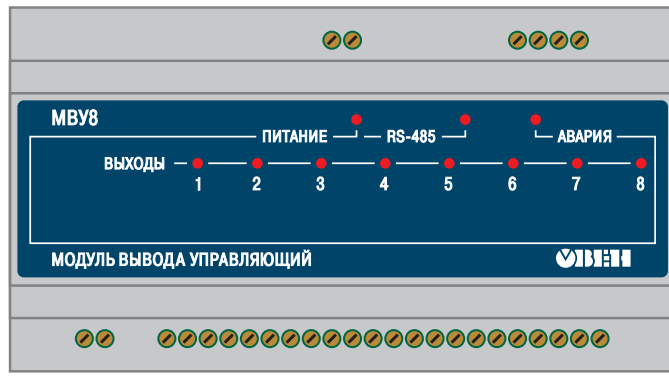 МВУ8
ПИТАНИЕ RS-485 АВАРИЯ
ВЫХОДЫ
1 2 3 4 5 6 7 8
МОДУЛЬ ВЫВОДА УПРАВЛЯЮЩИЙ ОВЕН